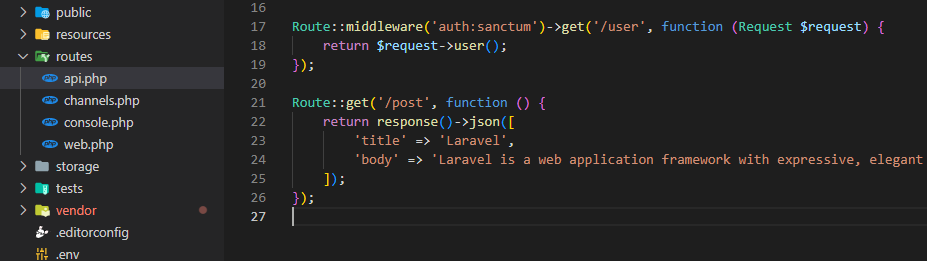 public
resources
routes
api.php
channels.php
console.php
web.php
storage
tests
vendor
.editorconfig
.env
16
17 Route::middleware('auth:sanctum')->get('/user', function (Request $request) {
18     return $request->user();
19 });
20
21 Route::get('/post', function () {
22     return response()->json([
23         'title' => 'Laravel',
24         'body' => 'Laravel is a web application framework with expressive, elegant
25     ]);
26 });
27